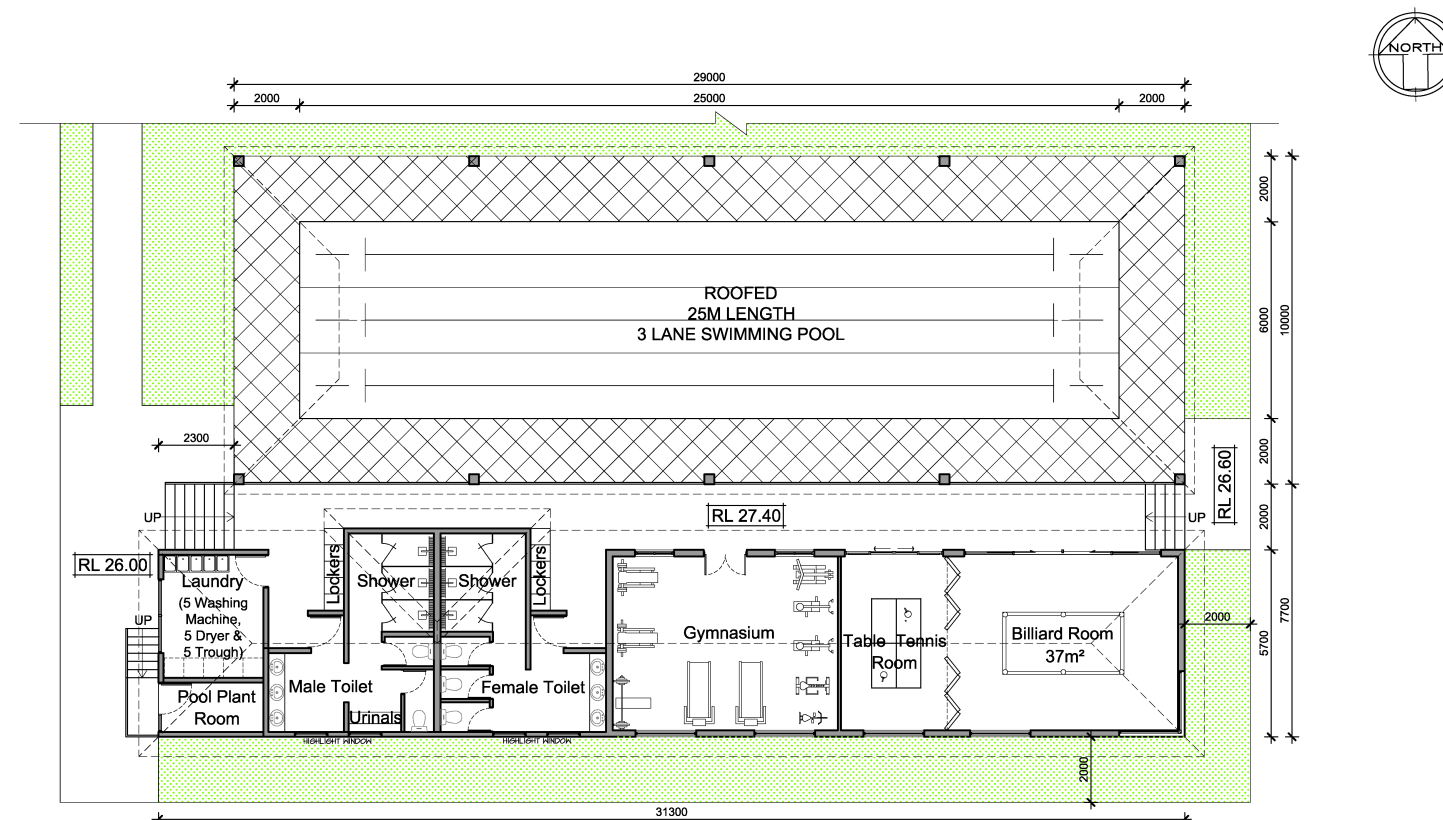 NORTH
29000
2000
25000
2000
2000
ROOFED
25M LENGTH
3 LANE SWIMMING POOL
6000
10000
2300
2000
RL 26.60
UP
RL 27.40
UP
2000
RL 26.00
Laundry
(5 Washing
Machine,
5 Dryer &
5 Trough)
UP
Lockers
Shower
Shower
Lockers
Gymnasium
Table Tennis
Room
Billiard Room
37m²
2000
5700
7700
Pool Plant
Room
Male Toilet
Urinals
Female Toilet
HIGHLIGHT WINDOW
HIGHLIGHT WINDOW
2000
31300